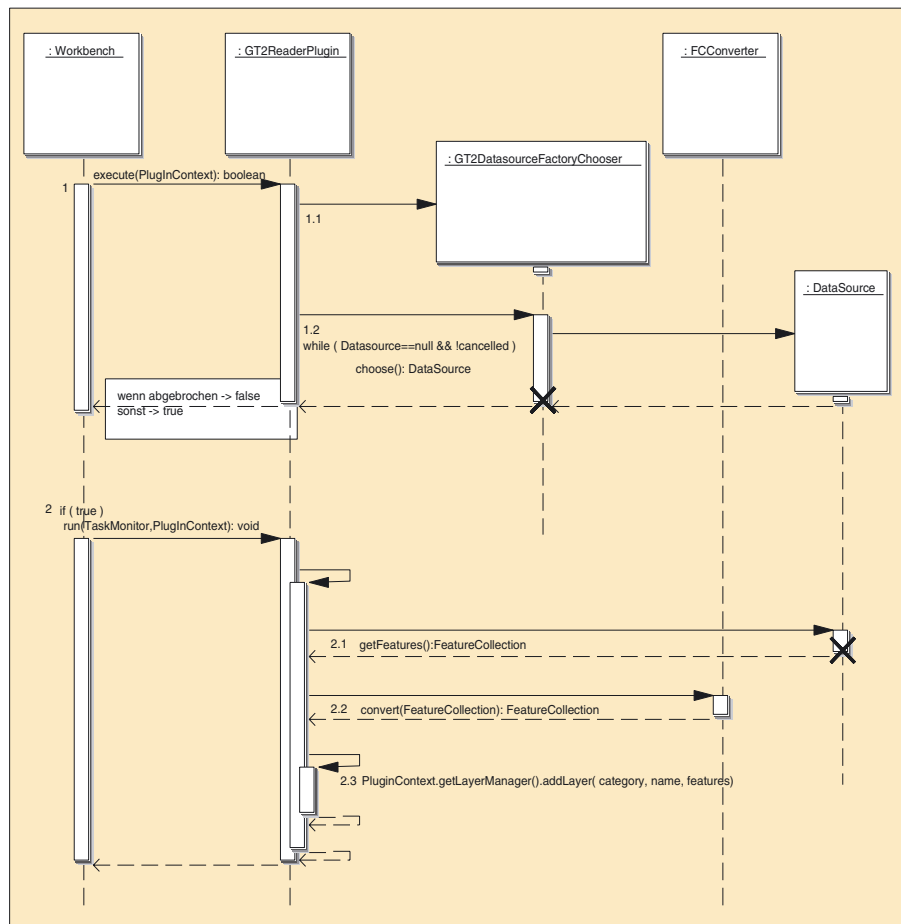 : Workbench
: GT2ReaderPlugin
: FCConverter
: GT2DatasourceFactoryChooser
1
execute(PlugInContext): boolean
1.1
: DataSource
1.2
while ( Datasource==null && !cancelled )
choose(): DataSource
wenn abgebrochen -> false
sonst -> true
2
if ( true )
run(TaskMonitor,PlugInContext): void
2.1
getFeatures():FeatureCollection
2.2
convert(FeatureCollection): FeatureCollection
2.3
PluginContext.getLayerManager().addLayer( category, name, features)